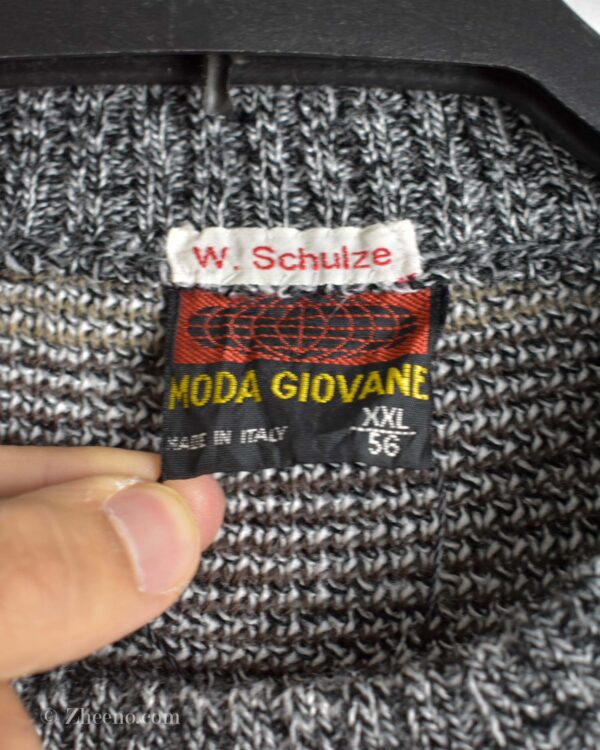 W. Schulze
MODA GIOVANE
MADE IN ITALY
XXL
56
© Zheeno.com